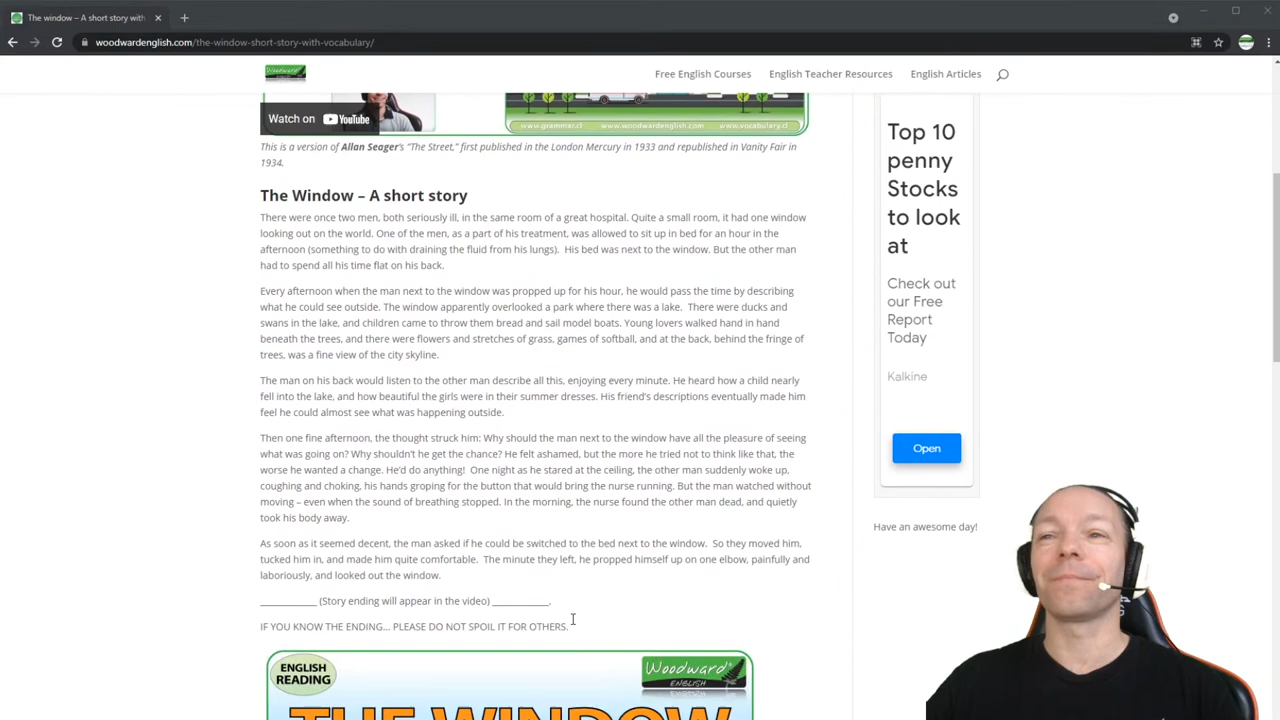 The window – A short story with
woodwardenglish.com/the-window-short-story-with-vocabulary/
Woodward
Free English Courses
English Teacher Resources
English Articles
Watch on YouTube
www.grammar.cl www.woodwardenglish.com www.vocabulary.cl
This is a version of Allan Seager's “The Street,” first published in the London Mercury in 1933 and republished in Vanity Fair in
1934.
The Window – A short story
There were once two men, both seriously ill, in the same room of a great hospital. Quite a small room, it had one window
looking out on the world. One of the men, as a part of his treatment, was allowed to sit up in bed for an hour in the
afternoon (something to do with draining the fluid from his lungs).  His bed was next to the window. But the other man
had to spend all his time flat on his back.
Every afternoon when the man next to the window was propped up for his hour, he would pass the time by describing
what he could see outside. The window apparently overlooked a park where there was a lake.  There were ducks and
swans in the lake, and children came to throw them bread and sail model boats. Young lovers walked hand in hand
beneath the trees, and there were flowers and stretches of grass, games of softball, and at the back, behind the fringe of
trees, was a fine view of the city skyline.
The man on his back would listen to the other man describe all this, enjoying every minute. He heard how a child nearly
fell into the lake, and how beautiful the girls were in their summer dresses. His friend's descriptions eventually made him
feel he could almost see what was happening outside.
Then one fine afternoon, the thought struck him: Why should the man next to the window have all the pleasure of seeing
what was going on? Why shouldn't he get the chance? He felt ashamed, but the more he tried not to think like that, the
worse he wanted a change. He'd do anything!  One night as he stared at the ceiling, the other man suddenly woke up,
coughing and choking, his hands groping for the button that would bring the nurse running. But the man watched without
moving – even when the sound of breathing stopped. In the morning, the nurse found the other man dead, and quietly
took his body away.
As soon as it seemed decent, the man asked if he could be switched to the bed next to the window.  So they moved him,
tucked him in, and made him quite comfortable.  The minute they left, he propped himself up on one elbow, painfully and
laboriously, and looked out the window.
____________ (Story ending will appear in the video) ____________.
IF YOU KNOW THE ENDING... PLEASE DO NOT SPOIL IT FOR OTHERS.
ENGLISH
READING
Woodward
ENGLISH
THE WINDOW
Top 10
penny
Stocks
to look
at
Check out
our Free
Report
Today
Kalkine
Open
Have an awesome day!